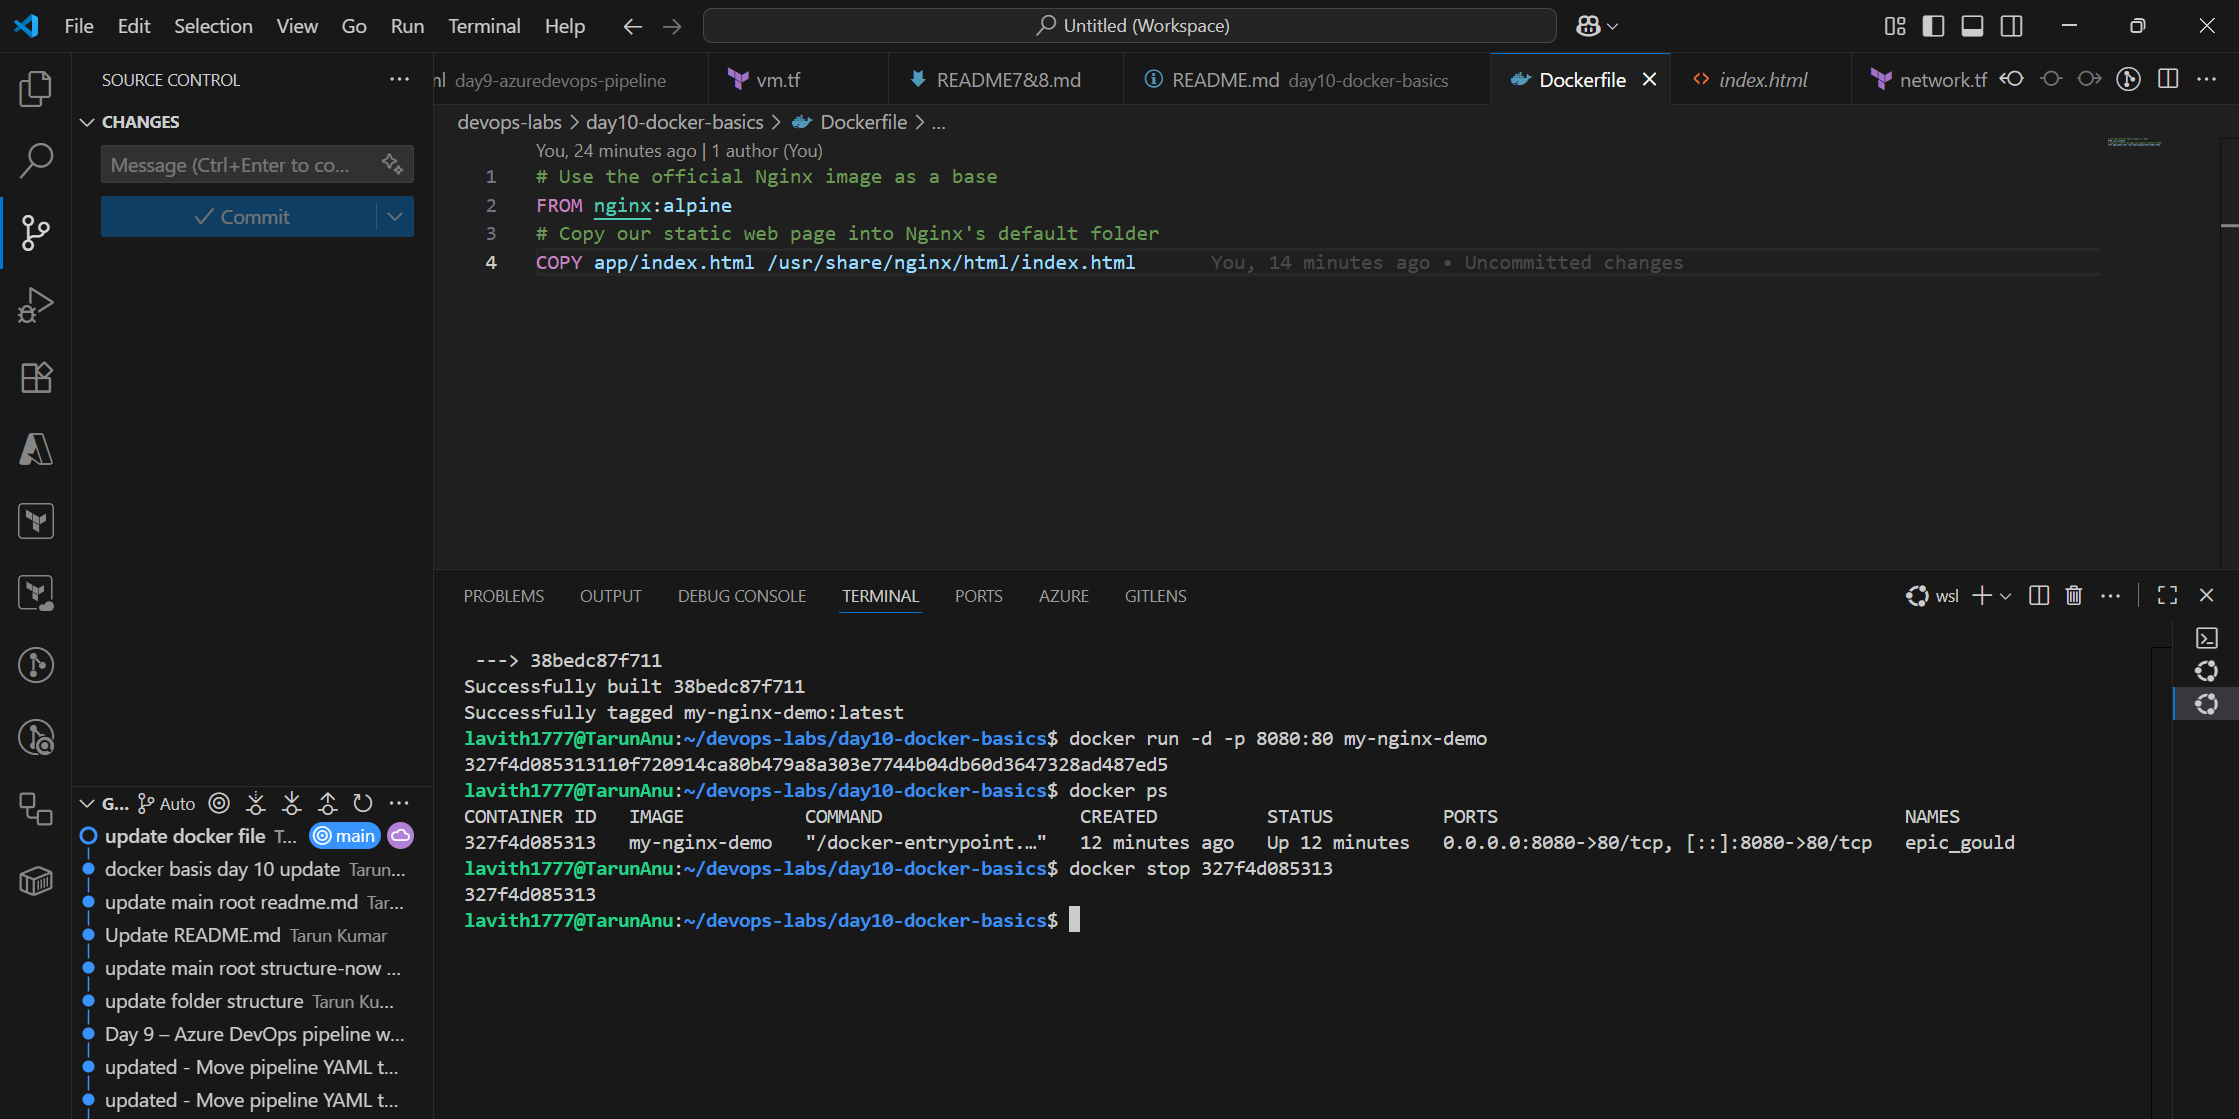 File Edit Selection View Go Run Terminal Help Untitled (Workspace)
SOURCE CONTROL
CHANGES
Message (Ctrl+Enter to co...
Commit
nl day9-azuredevops-pipeline vm.tf README7&8.md README.md day10-docker-basics Dockerfile index.html network.tf
devops-labs > day10-docker-basics > Dockerfile > ...
You, 24 minutes ago | 1 author (You)
1 # Use the official Nginx image as a base
2 FROM nginx:alpine
3 # Copy our static web page into Nginx's default folder
4 COPY app/index.html /usr/share/nginx/html/index.html You, 14 minutes ago • Uncommitted changes
PROBLEMS OUTPUT DEBUG CONSOLE TERMINAL PORTS AZURE GITLENS wsl
---> 38bedc87f711
Successfully built 38bedc87f711
Successfully tagged my-nginx-demo:latest
lavith1777@TarunAnu:~/devops-labs/day10-docker-basics$ docker run -d -p 8080:80 my-nginx-demo
327f4d085313110f720914ca80b479a8a303e7744b04db60d3647328ad487ed5
lavith1777@TarunAnu:~/devops-labs/day10-docker-basics$ docker ps
CONTAINER ID IMAGE COMMAND CREATED STATUS PORTS NAMES
327f4d085313 my-nginx-demo "/docker-entrypoint.…" 12 minutes ago Up 12 minutes 0.0.0.0:8080->80/tcp, [::]:8080->80/tcp epic_gould
lavith1777@TarunAnu:~/devops-labs/day10-docker-basics$ docker stop 327f4d085313
327f4d085313
lavith1777@TarunAnu:~/devops-labs/day10-docker-basics$
G... Auto
update docker file T... main
docker basis day 10 update Tarun...
update main root readme.md Tar...
Update README.md Tarun Kumar
update main root structure-now ...
update folder structure Tarun Ku...
Day 9 – Azure DevOps pipeline w...
updated - Move pipeline YAML t...
updated - Move pipeline YAML t...